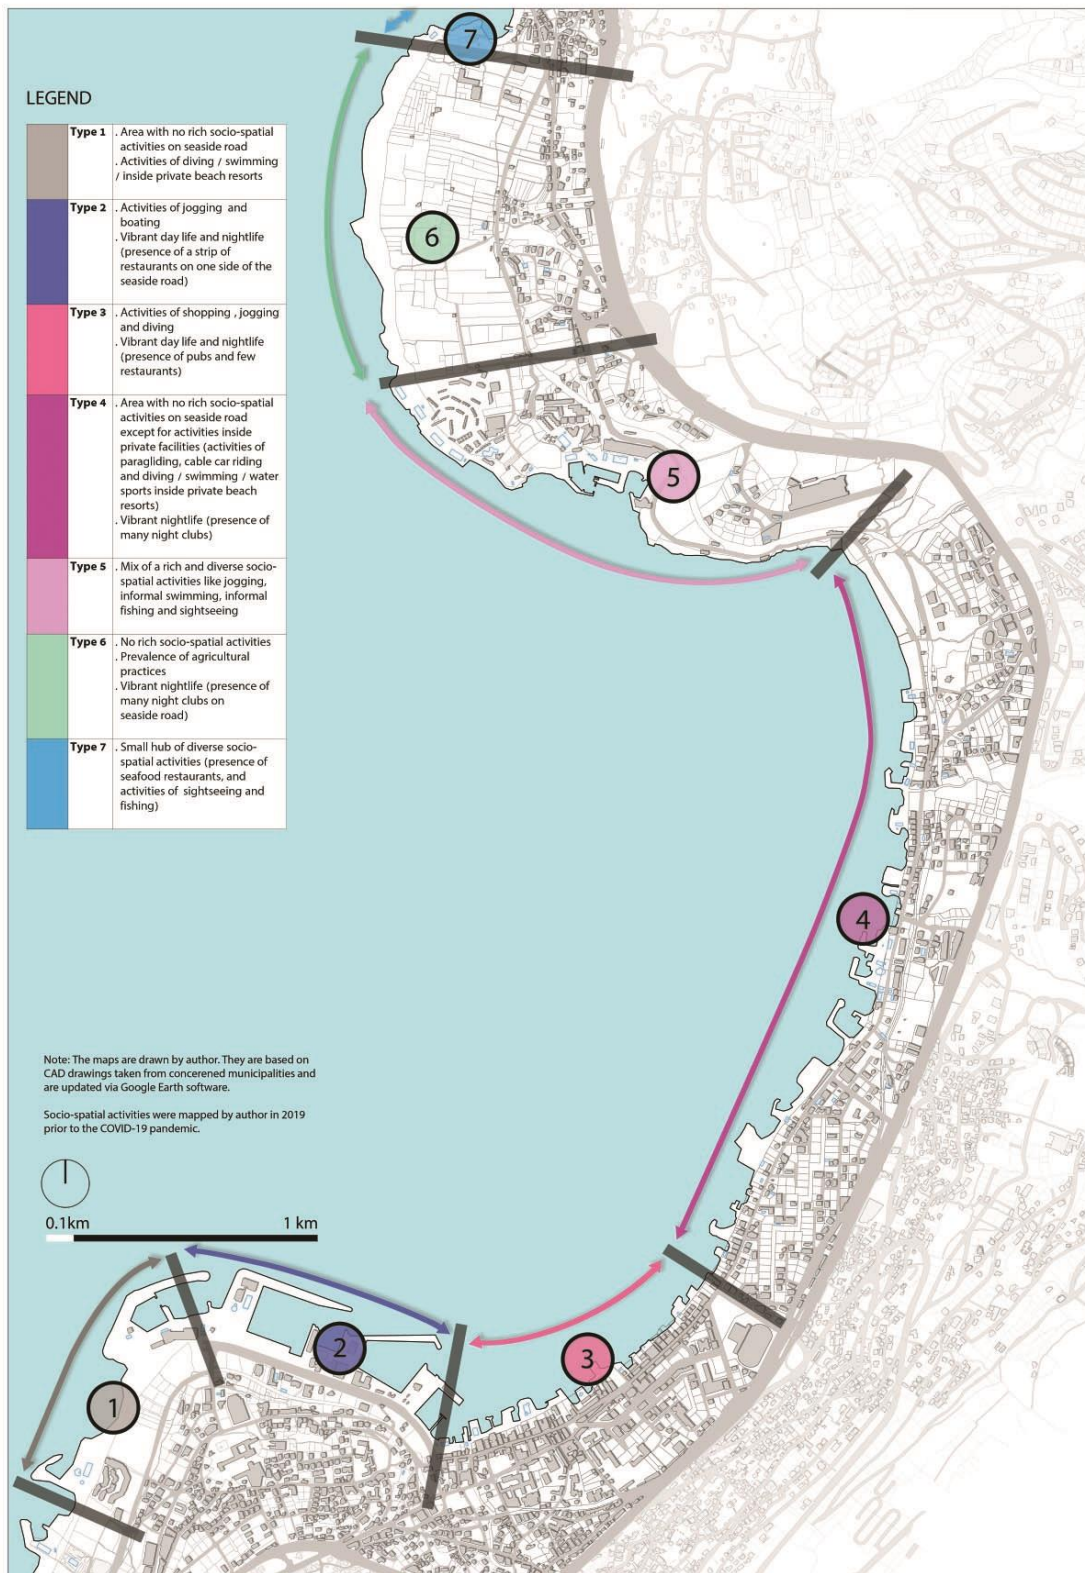 LEGEND
Type 1 . Area with no rich socio-spatial
activities on seaside road
. Activities of diving / swimming
/ inside private beach resorts
Type 2 . Activities of jogging and
boating
. Vibrant day life and nightlife
(presence of a strip of
restaurants on one side of the
seaside road)
Type 3 . Activities of shopping , jogging
and diving
. Vibrant day life and nightlife
(presence of pubs and few
restaurants)
Type 4 . Area with no rich socio-spatial
activities on seaside road
except for activities inside
private facilities (activities of
paragliding, cable car riding
and diving / swimming / water
sports inside private beach
resorts)
. Vibrant nightlife (presence of
many night clubs)
Type 5 . Mix of a rich and diverse socio-
spatial activities like jogging,
informal swimming, informal
fishing and sightseeing
Type 6 . No rich socio-spatial activities
. Prevalence of agricultural
practices
. Vibrant nightlife (presence of
many night clubs on
seaside road)
Type 7 . Small hub of diverse socio-
spatial activities (presence of
seafood restaurants, and
activities of sightseeing and
fishing)
7
6
5
4
Note: The maps are drawn by author. They are based on
CAD drawings taken from concerened municipalities and
are updated via Google Earth software.
Socio-spatial activities were mapped by author in 2019
prior to the COVID-19 pandemic.
0.1km 1 km
2
3
1